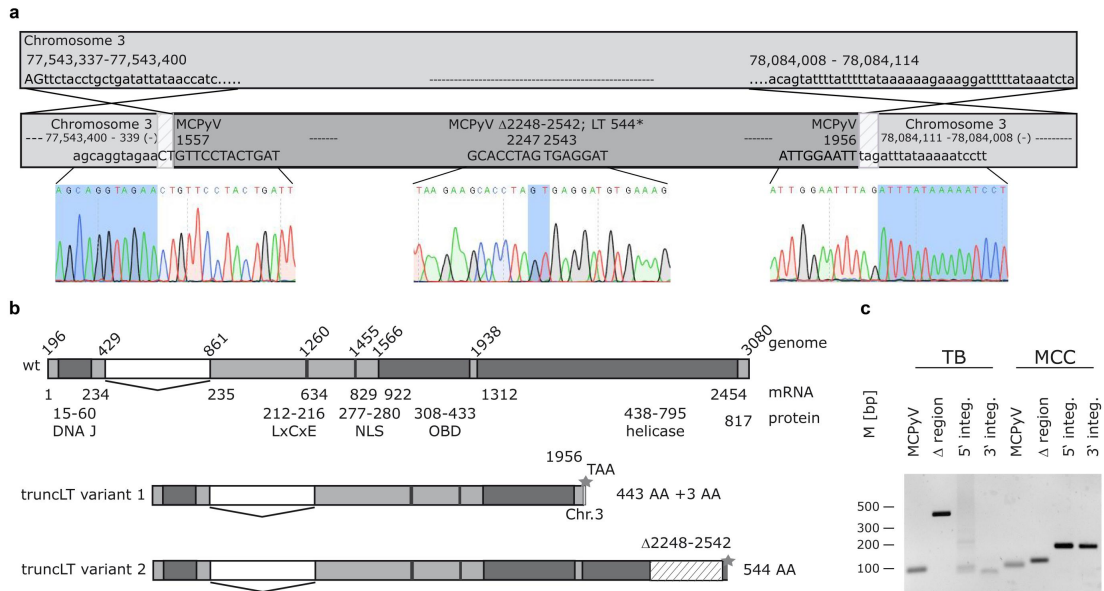 a
Chromosome 3
77,543,337-77,543,400 78,084,008 - 78,084,114
AGttctacctgctgatattataaccatc..... ....acagtattttatttttataaaaaagaaaggatttttataaatcta
Chromosome 3 MCPyV MCPyV Δ2248-2542; LT 544* MCPyV Chromosome 3
--- 77,543,400 - 339 (-) 1557 2247 2543 1956 78,084,111 -78,084,008 (-)
agcaggtagaaCTGTTCCTACTGAT GCACCTAG TGAGGAT ATTGGAATTtagatttataaaaatcctt
AGCAGGTAGAACTGTTCCTACTGATT TAAGAAGCACCTAGTGAGGATGTGAAAG ATTGGAATTTAGATTTATAAAAATCCT
b
196 429 861 1260 1455 1566 1938 3080 genome
wt
1 234 235 634 829 922 1312 2454 mRNA
15-60 212-216 277-280 308-433 438-795 817 protein
DNA J LxCxE NLS OBD helicase
1956
TAA
truncLT variant 1 443 AA +3 AA
Chr.3
Δ2248-2542
truncLT variant 2 544 AA
c
TB MCC
M [bp] MCPyV Δ region 5' integ. 3' integ. MCPyV Δ region 5' integ. 3' integ.
500
300
200
100